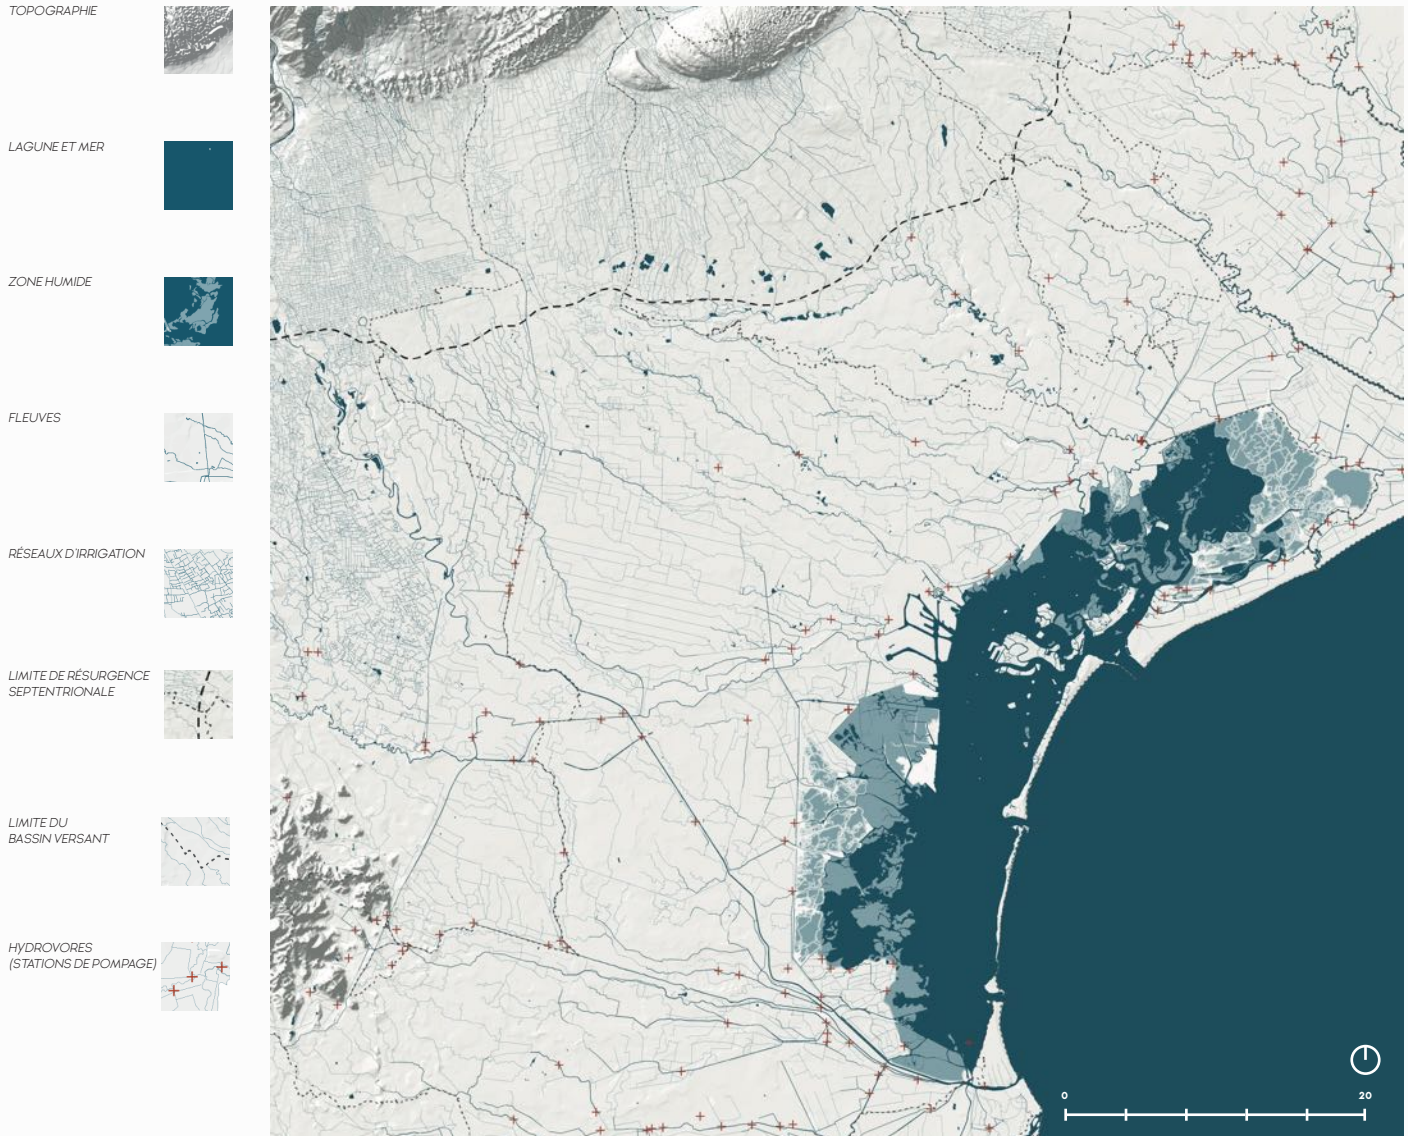 TOPOGRAPHIE
LAGUNE ET MER
ZONE HUMIDE
FLEUVES
RÉSEAUX D'IRRIGATION
LIMITE DE RÉSURGENCE
SEPTENTRIONALE
LIMITE DU
BASSIN VERSANT
HYDROVORES
(STATIONS DE POMPAGE)
0 20